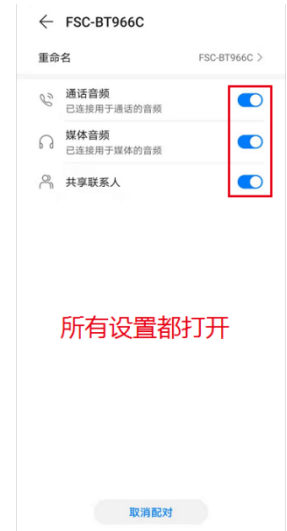 FSC-BT966C
重命名 FSC-BT966C
通话音频
已连接用于通话的音频
媒体音频
已连接用于媒体的音频
共享联系人
所有设置都打开
取消配对